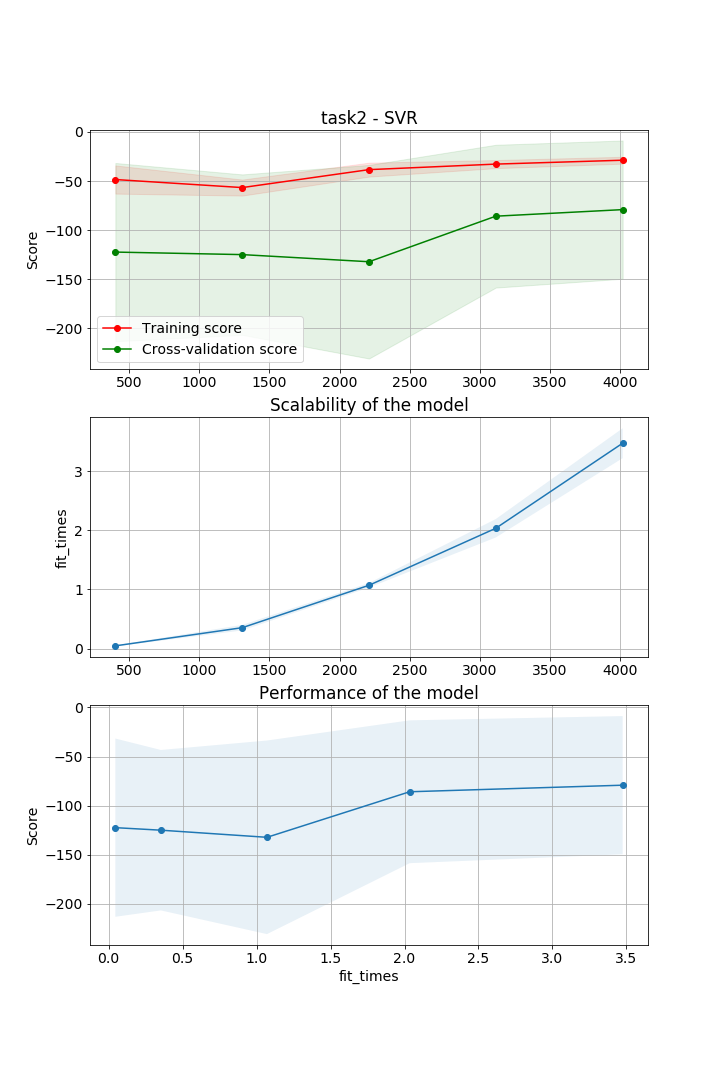 task2 - SVR
0
−50
−100
−150
−200
Score
Training score
Cross-validation score
500 1000 1500 2000 2500 3000 3500 4000
Scalability of the model
3
2
1
0
fit_times
500 1000 1500 2000 2500 3000 3500 4000
Performance of the model
0
−50
−100
−150
−200
Score
0.0 0.5 1.0 1.5 2.0 2.5 3.0 3.5
fit_times